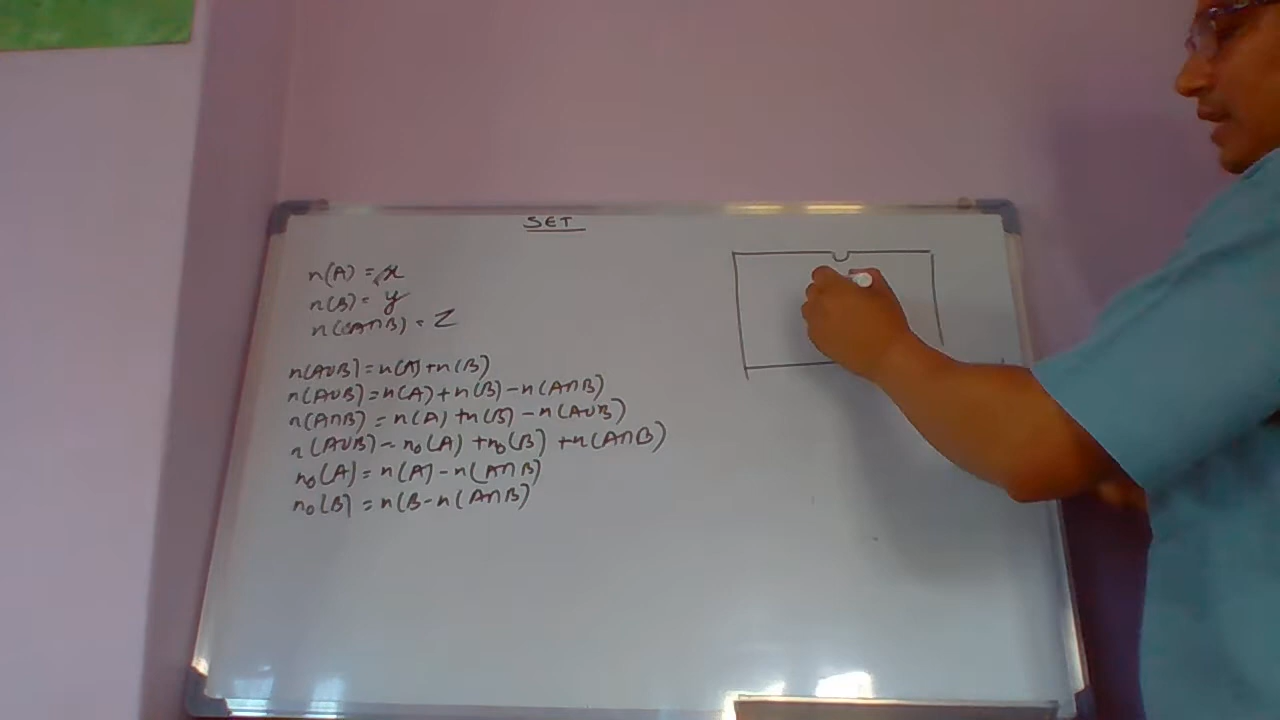 SET
n(A) = x
n(B) = y
n(A∩B) = Z
n(A∪B) = n(A)+n(B)
n(A∪B) = n(A)+n(B)-n(A∩B)
n(A∩B) = n(A)+n(B)-n(A∪B)
n(A∪B) = n₀(A)+n₀(B)+n(A∩B)
n₀(A) = n(A)-n(A∩B)
n₀(B) = n(B-n(A∩B)
∪